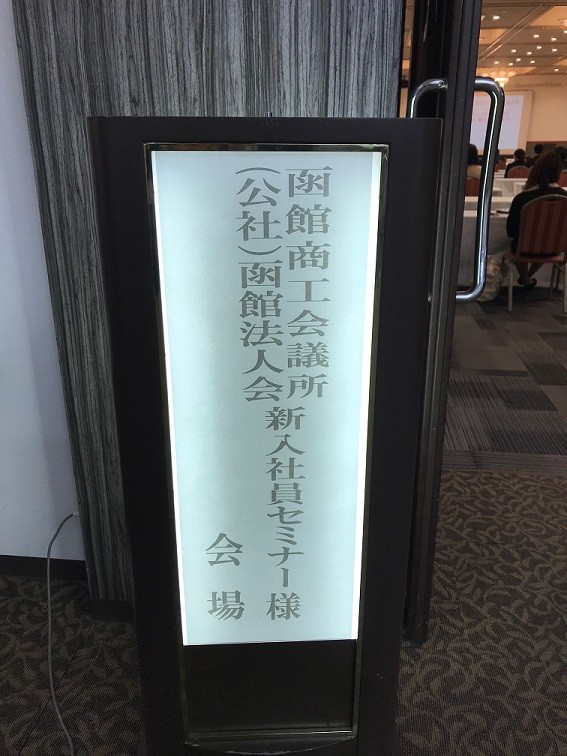 函館商工会議所
(公社)函館法人会
新入社員セミナー様
会場